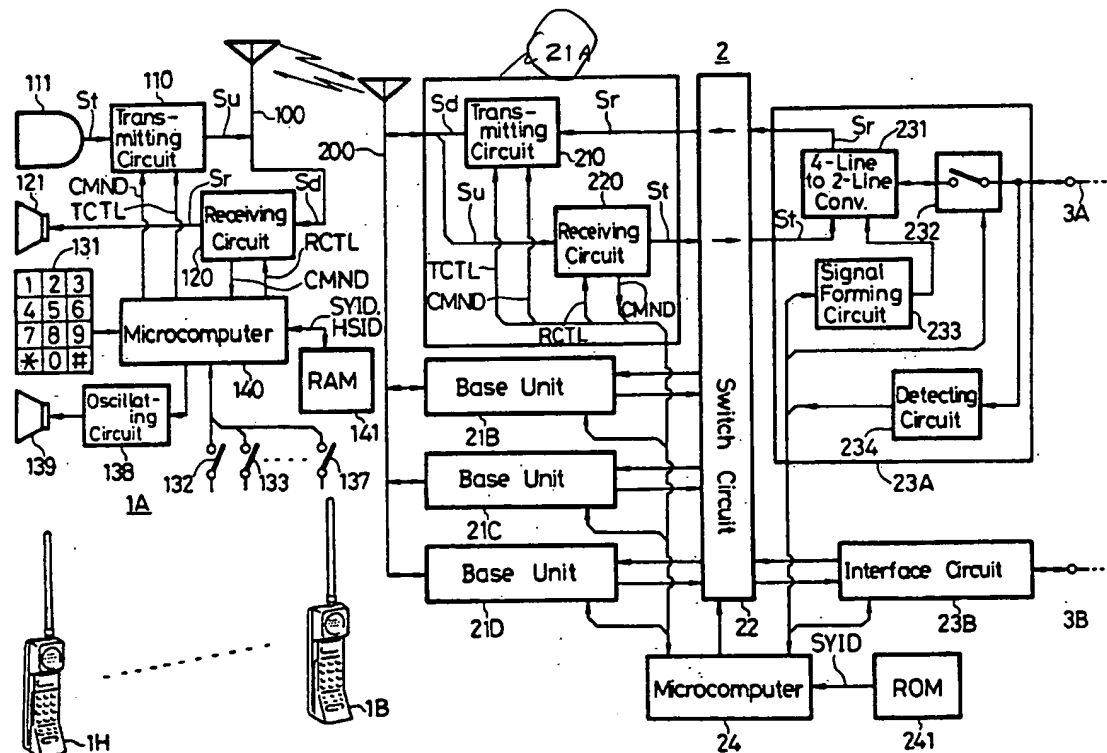 111
St
110
Trans-
mitting
Circuit
Su
100
CMND
TCTL
121
Sr
Sd
Receiving
Circuit
120
RCTL
CMND
131
1 2 3
4 5 6
7 8 9
* 0 #
Microcomputer
140
SYID,
HSID
RAM
141
Oscillat-
ing
Circuit
138
139
132
133
137
1A
1H
1B
200
21A
Sd
Trans-
mitting
Circuit
210
Sr
Su
220
Receiving
Circuit
St
TCTL
CMND
RCTL
CMND
Base Unit
21B
Base Unit
21C
Base Unit
21D
2
Switch Circuit
22
Sr
231
4-Line
to 2-Line
Conv.
St
232
3A
Signal
Forming
Circuit
233
Detecting
Circuit
234
23A
Interface Circuit
23B
3B
Microcomputer
24
SYID
ROM
241